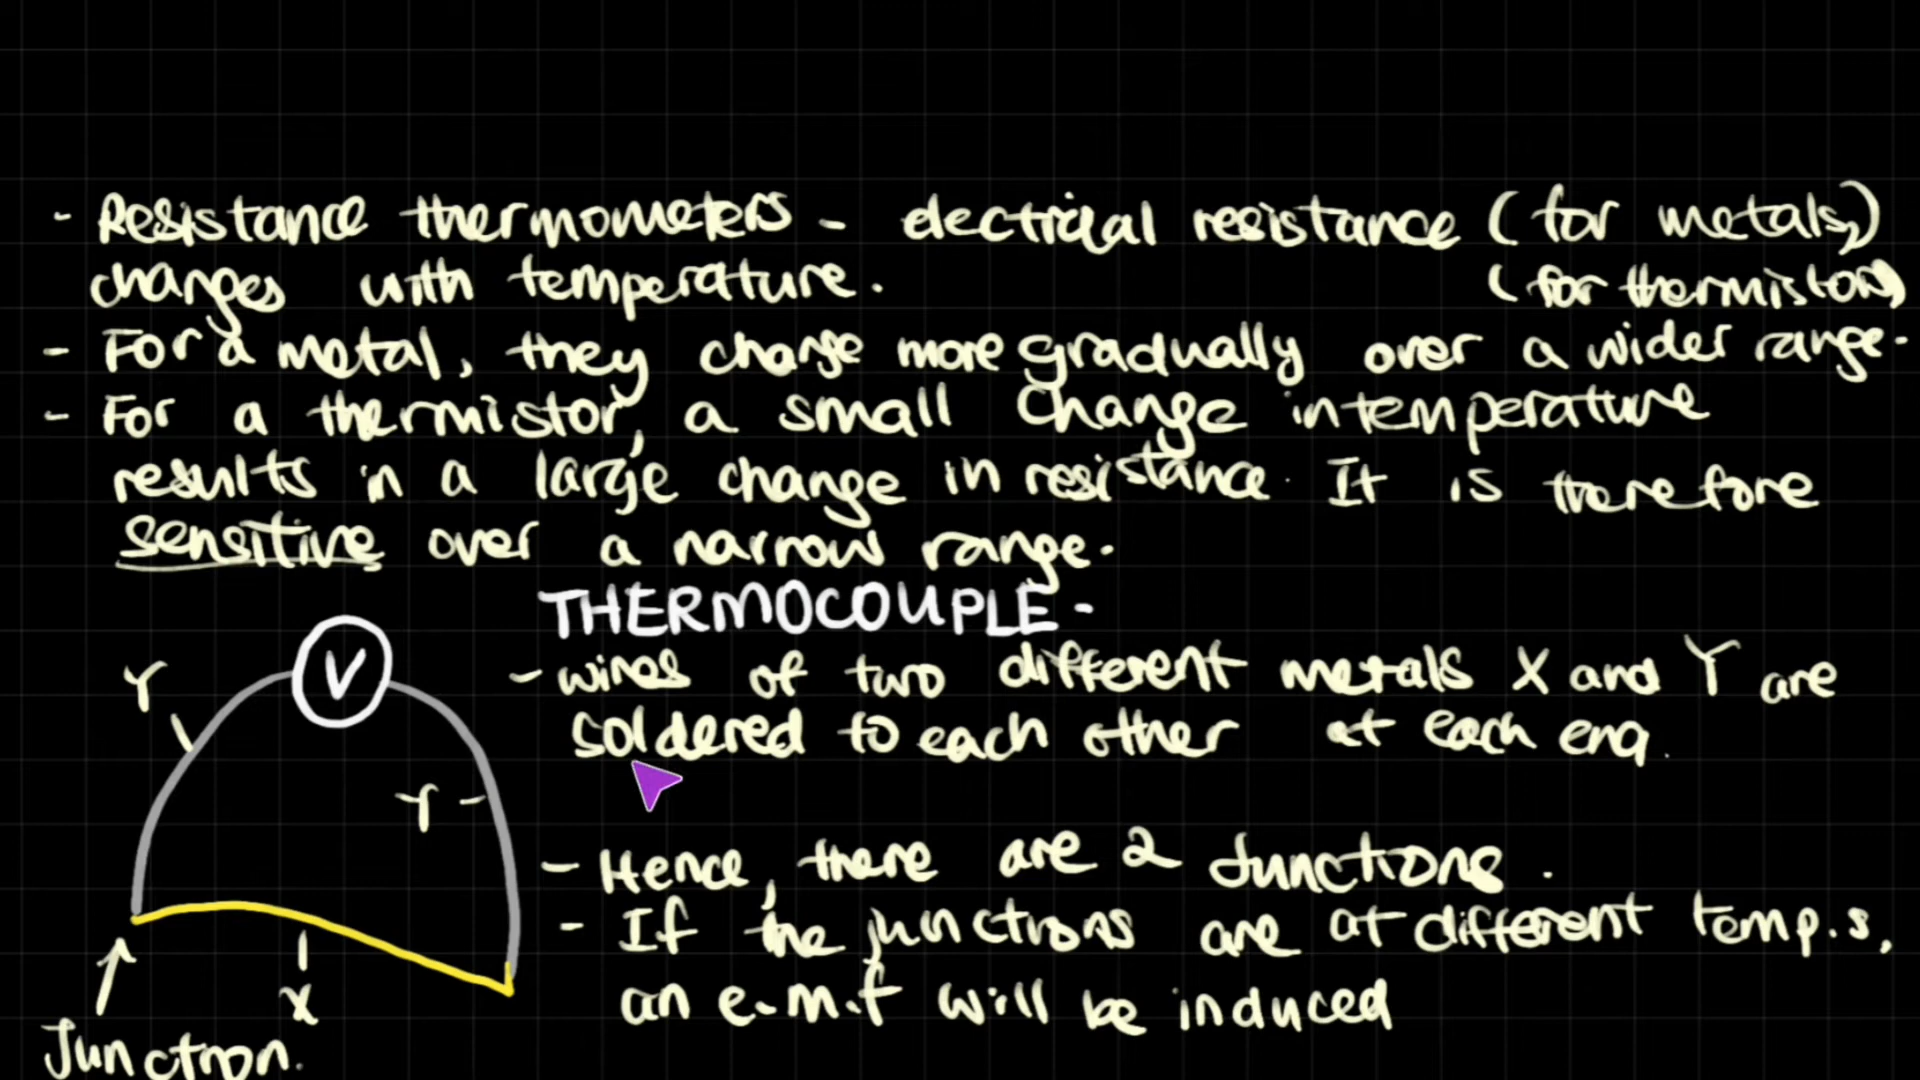 - Resistance thermometers - electrical resistance (for metals,)
changes with temperature. (for thermistors)
- For a metal, they change more gradually over a wider range.
- For a thermistor, a small change in temperature
results in a large change in resistance. It is therefore
sensitive over a narrow range.
THERMOCOUPLE -
V
Y
- wires of two different metals X and Y are
soldered to each other at each end.
Y -
- Hence, there are 2 Junctions.
- If the junctions are at different temp.s,
X
an e.m.f will be induced
Junction.